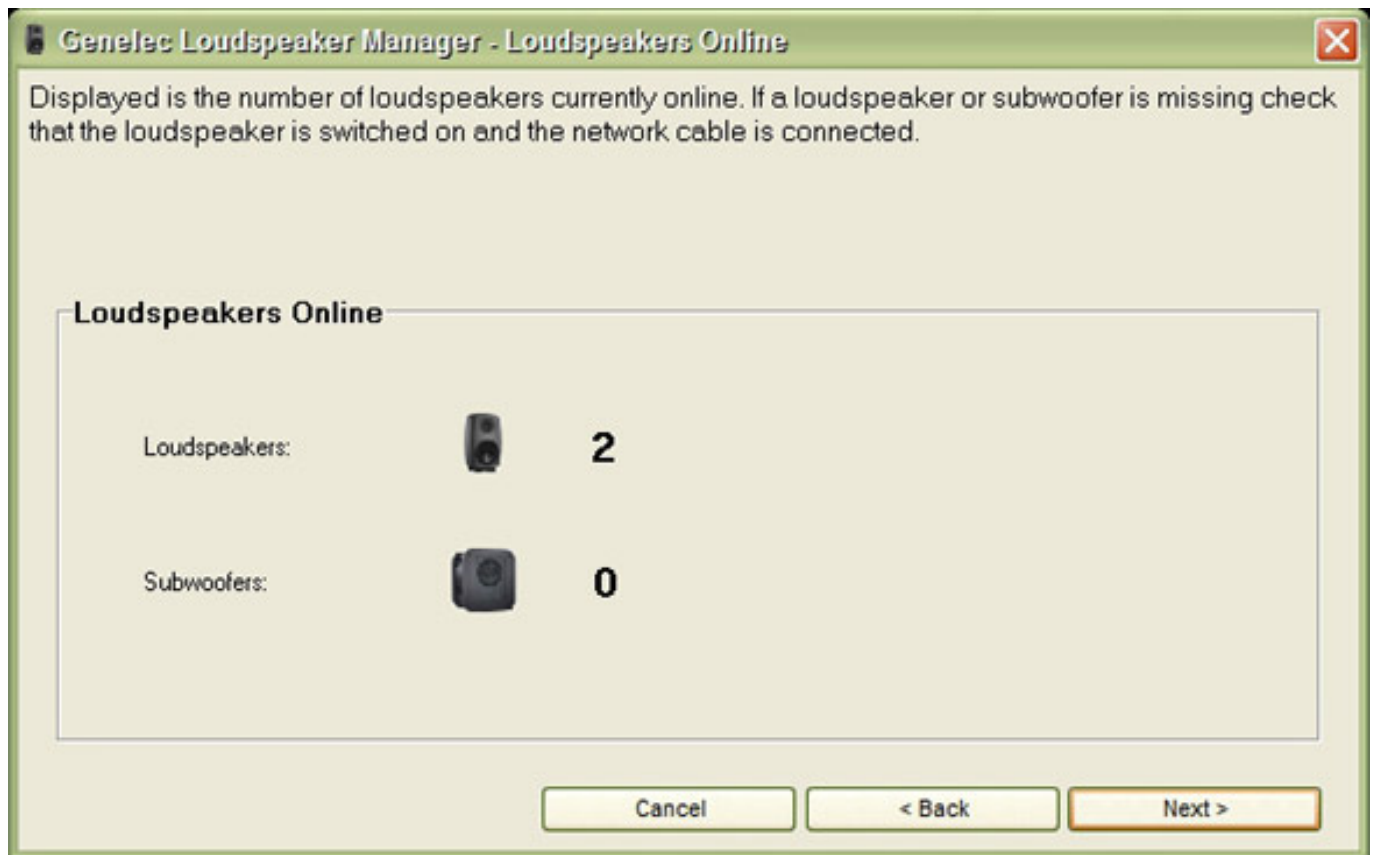 Genelec Loudspeaker Manager - Loudspeakers Online
Displayed is the number of loudspeakers currently online. If a loudspeaker or subwoofer is missing check
that the loudspeaker is switched on and the network cable is connected.
Loudspeakers Online
Loudspeakers: 2
Subwoofers: 0
Cancel < Back Next >